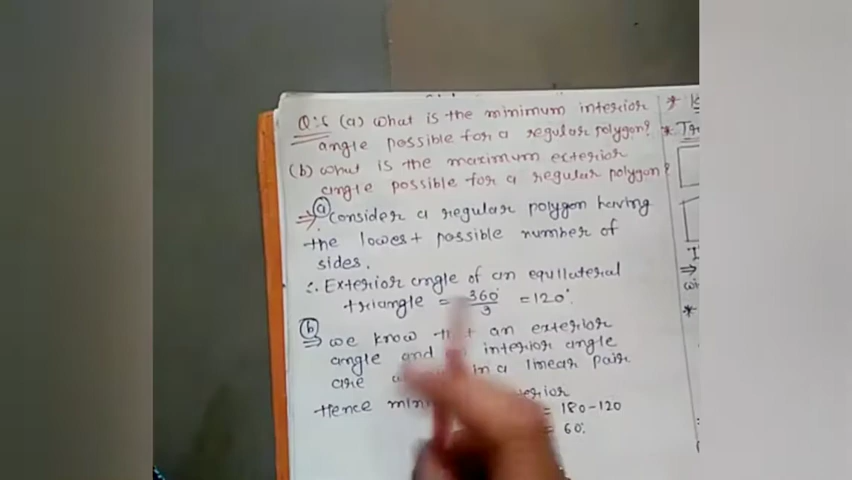 Q:6 (a) What is the minimum interior
angle possible for a regular polygon?
(b) What is the maximum exterior
angle possible for a regular polygon?
⇒ (a) Consider a regular polygon having
the lowest possible number of
sides.
∴ Exterior angle of an equllateral
triangle = 360°/3 = 120°.
(b) ⇒ we know that an exterior
angle and interior angle
are in a linear pair
Hence
= 180-120
= 60°.